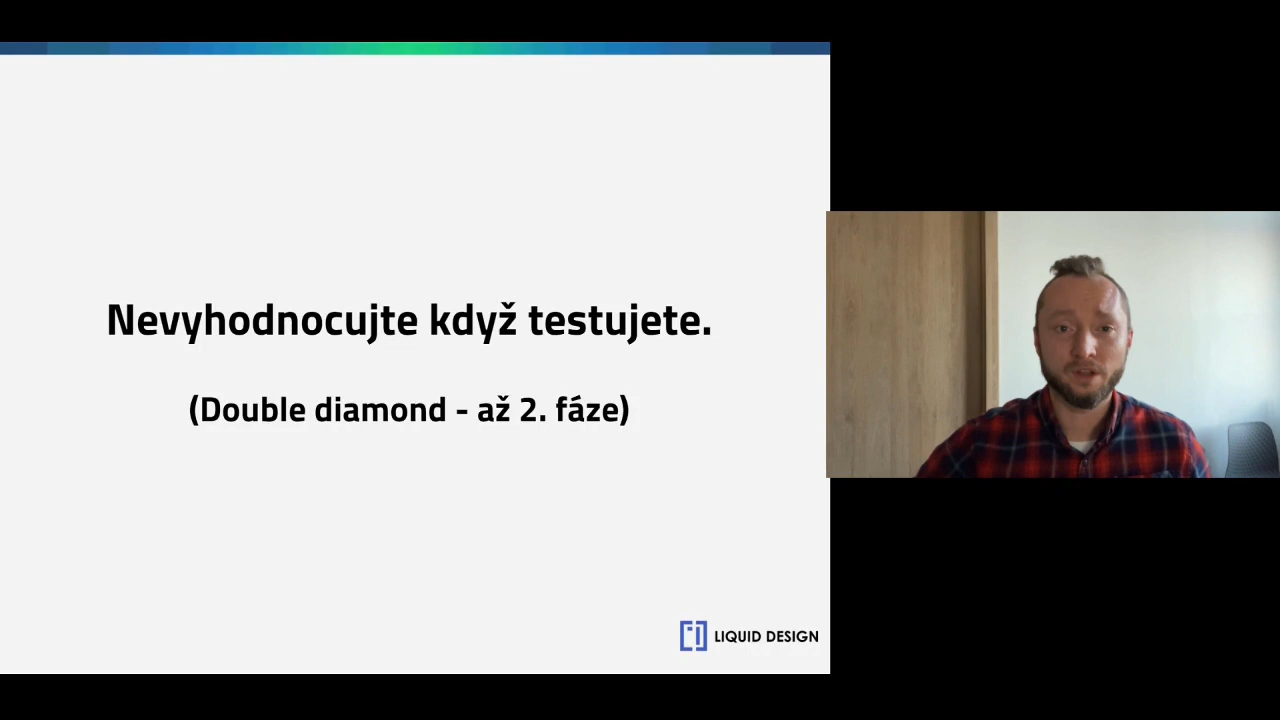 Nevyhodnocujte když testujete.
(Double diamond - až 2. fáze)
LIQUID DESIGN